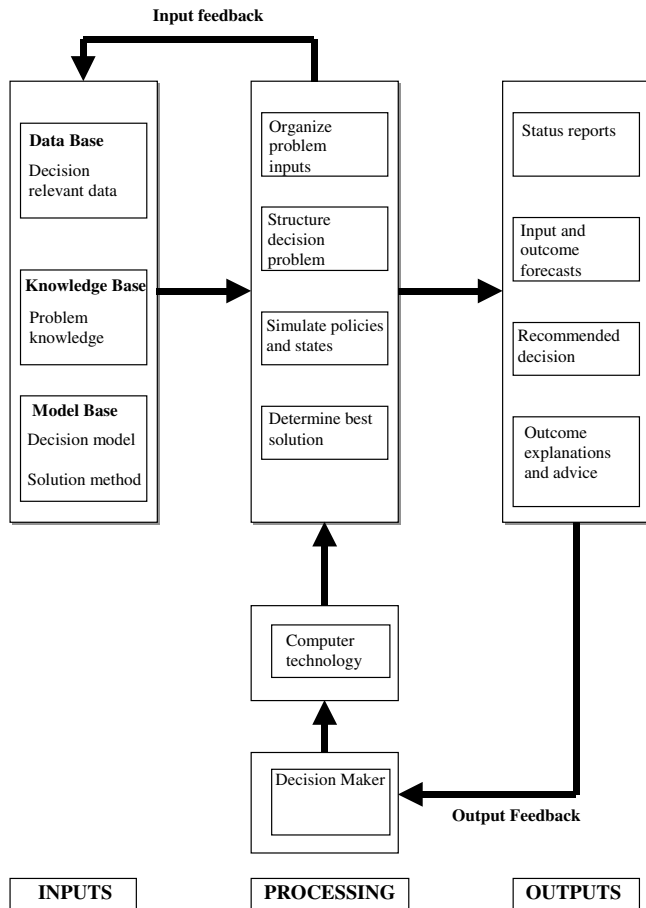 Input feedback
Data Base
Decision
relevant data
Knowledge Base
Problem
knowledge
Model Base
Decision model
Solution method
Organize
problem
inputs
Structure
decision
problem
Simulate policies
and states
Determine best
solution
Status reports
Input and
outcome
forecasts
Recommended
decision
Outcome
explanations
and advice
Computer
technology
Decision Maker
Output Feedback
INPUTS
PROCESSING
OUTPUTS